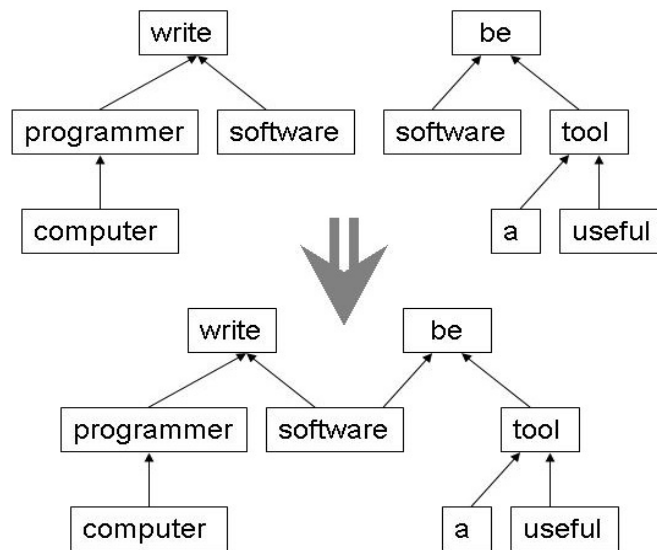 write be
programmer software software tool
computer a useful
write be
programmer software tool
computer a useful